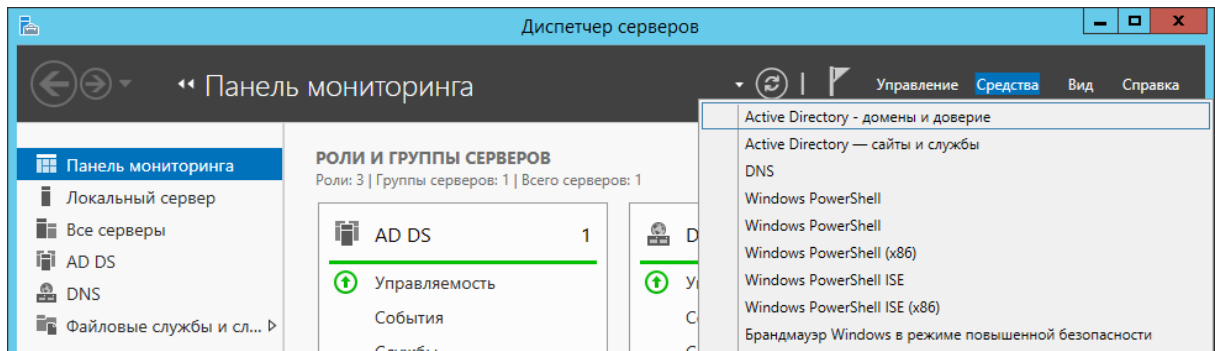 Диспетчер серверов
Панель мониторинга
Управление Средства Вид Справка
Active Directory - домены и доверие
Active Directory — сайты и службы
DNS
Windows PowerShell
Windows PowerShell
Windows PowerShell (x86)
Windows PowerShell ISE
Windows PowerShell ISE (x86)
Брандмауэр Windows в режиме повышенной безопасности
Панель мониторинга
Локальный сервер
Все серверы
AD DS
DNS
Файловые службы и сл...
РОЛИ И ГРУППЫ СЕРВЕРОВ
Роли: 3 | Группы серверов: 1 | Всего серверов: 1
AD DS 1
Управляемость
События